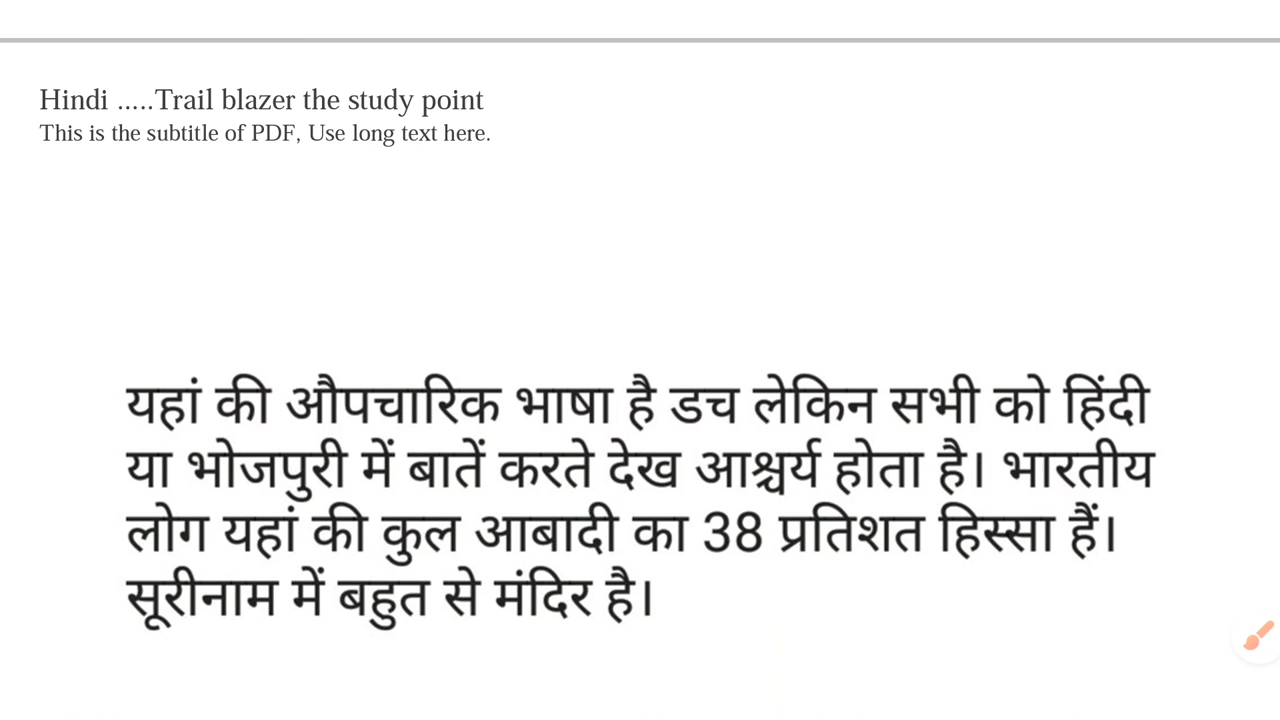 Hindi .....Trail blazer the study point
This is the subtitle of PDF, Use long text here.
यहां की औपचारिक भाषा है डच लेकिन सभी को हिंदी
या भोजपुरी में बातें करते देख आश्चर्य होता है। भारतीय
लोग यहां की कुल आबादी का 38 प्रतिशत हिस्सा हैं।
सूरीनाम में बहुत से मंदिर है।